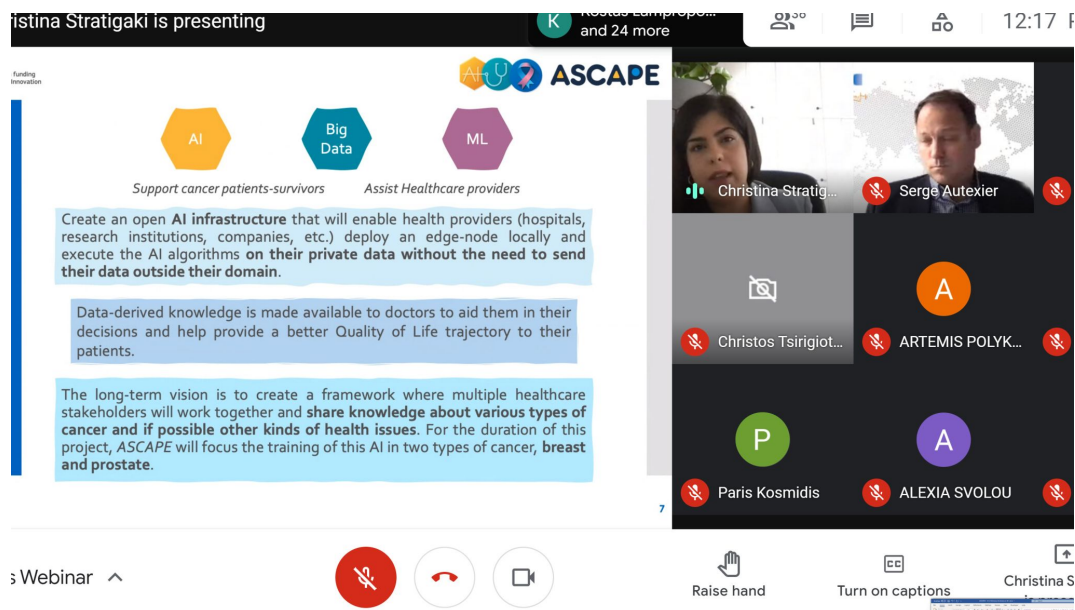 ristina Stratigaki is presenting
K
and 24 more
36
12:17
funding
Innovation
AI
ASCAPE
AI
Big
Data
ML
Support cancer patients-survivors
Assist Healthcare providers
Create an open AI infrastructure that will enable health providers (hospitals,
research institutions, companies, etc.) deploy an edge-node locally and
execute the AI algorithms on their private data without the need to send
their data outside their domain.
Data-derived knowledge is made available to doctors to aid them in their
decisions and help provide a better Quality of Life trajectory to their
patients.
The long-term vision is to create a framework where multiple healthcare
stakeholders will work together and share knowledge about various types of
cancer and if possible other kinds of health issues. For the duration of this
project, ASCAPE will focus the training of this AI in two types of cancer, breast
and prostate.
7
Christina Stratig...
Serge Autexier
Christos Tsirigiot...
A
ARTEMIS POLYK...
P
Paris Kosmidis
A
ALEXIA SVOLOU
s Webinar
Raise hand
CC
Turn on captions
Christina S